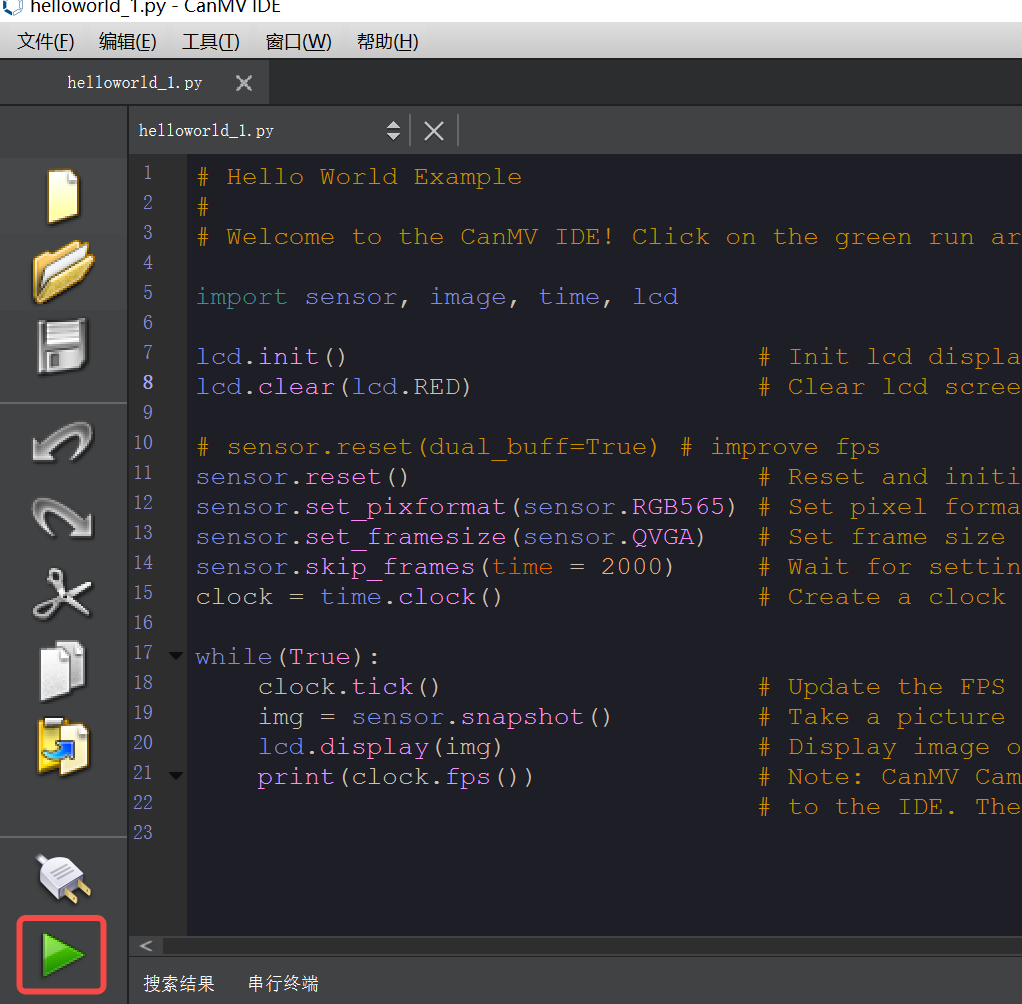 helloworld_1.py - CanMV IDE
文件(F) 编辑(E) 工具(T) 窗口(W) 帮助(H)
helloworld_1.py
helloworld_1.py
1 # Hello World Example
2 #
3 # Welcome to the CanMV IDE! Click on the green run ar
4
5 import sensor, image, time, lcd
6
7 lcd.init() # Init lcd displa
8 lcd.clear(lcd.RED) # Clear lcd scree
9
10 # sensor.reset(dual_buff=True) # improve fps
11 sensor.reset() # Reset and initi
12 sensor.set_pixformat(sensor.RGB565) # Set pixel forma
13 sensor.set_framesize(sensor.QVGA) # Set frame size
14 sensor.skip_frames(time = 2000) # Wait for settin
15 clock = time.clock() # Create a clock
16
17 while(True):
18 clock.tick() # Update the FPS
19 img = sensor.snapshot() # Take a picture
20 lcd.display(img) # Display image o
21 print(clock.fps()) # Note: CanMV Cam
22 # to the IDE. The
23
搜索结果 串行终端